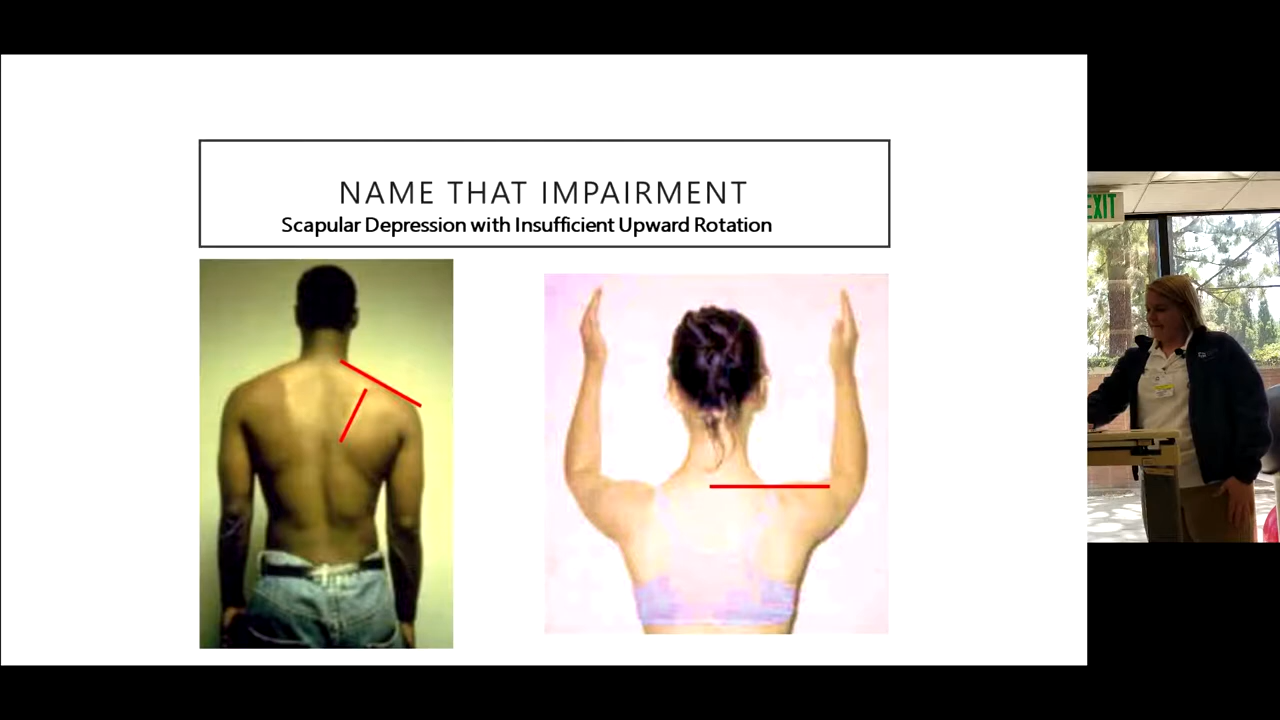 NAME THAT IMPAIRMENT
Scapular Depression with Insufficient Upward Rotation
EXIT